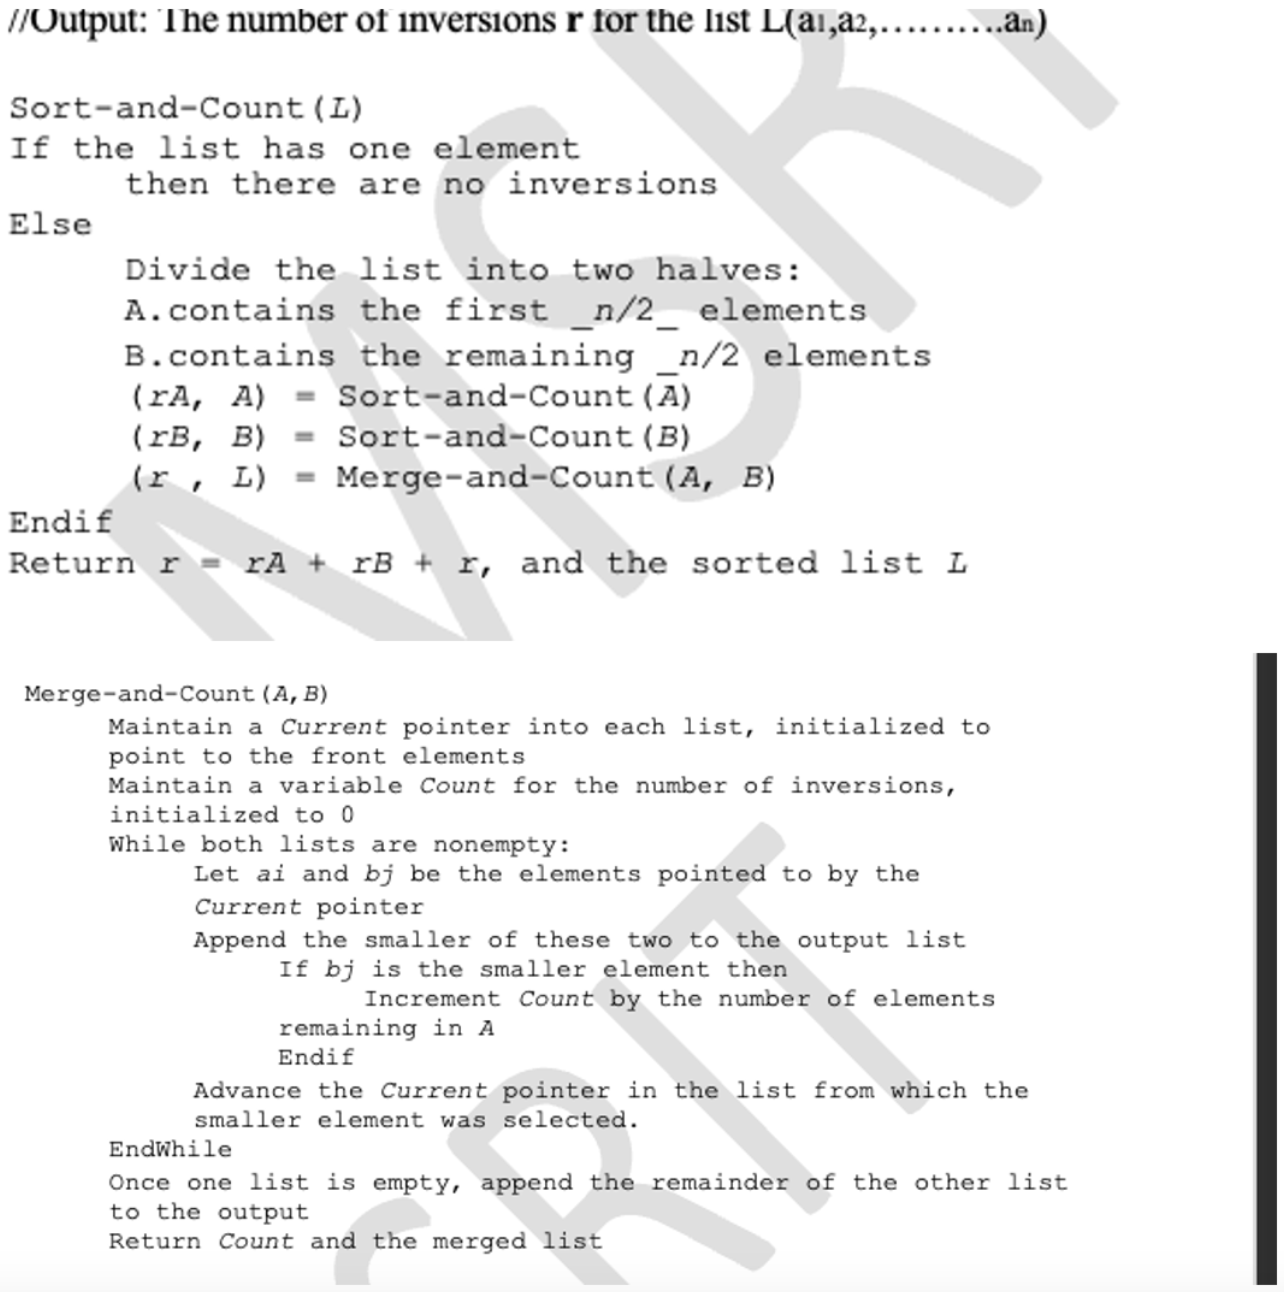 //Output: The number of inversions r for the list L(a1,a2,..........an)
Sort-and-Count(L)
If the list has one element
then there are no inversions
Else
Divide the list into two halves:
A.contains the first _n/2_ elements
B.contains the remaining _n/2 elements
(rA, A) = Sort-and-Count(A)
(rB, B) = Sort-and-Count(B)
(r , L) = Merge-and-Count(A, B)
Endif
Return r = rA + rB + r, and the sorted list L
Merge-and-Count(A,B)
Maintain a Current pointer into each list, initialized to
point to the front elements
Maintain a variable Count for the number of inversions,
initialized to 0
While both lists are nonempty:
Let ai and bj be the elements pointed to by the
Current pointer
Append the smaller of these two to the output list
If bj is the smaller element then
Increment Count by the number of elements
remaining in A
Endif
Advance the Current pointer in the list from which the
smaller element was selected.
EndWhile
Once one list is empty, append the remainder of the other list
to the output
Return Count and the merged list